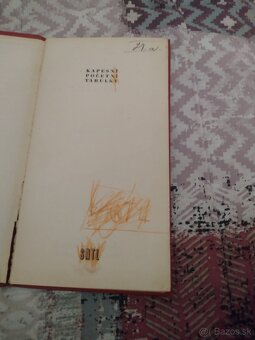 KAPESNÍ
POČETNÍ
TABULKY
SNTL
Bazos.sk